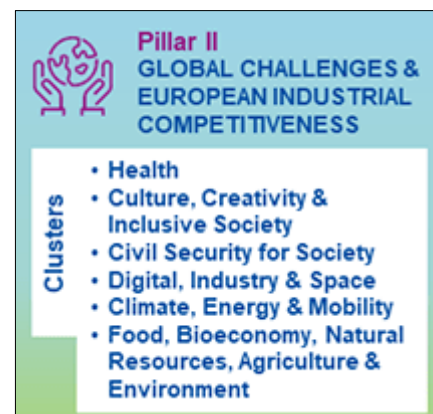 Pillar II
GLOBAL CHALLENGES &
EUROPEAN INDUSTRIAL
COMPETITIVENESS
Clusters
• Health
• Culture, Creativity &
Inclusive Society
• Civil Security for Society
• Digital, Industry & Space
• Climate, Energy & Mobility
• Food, Bioeconomy, Natural
Resources, Agriculture &
Environment